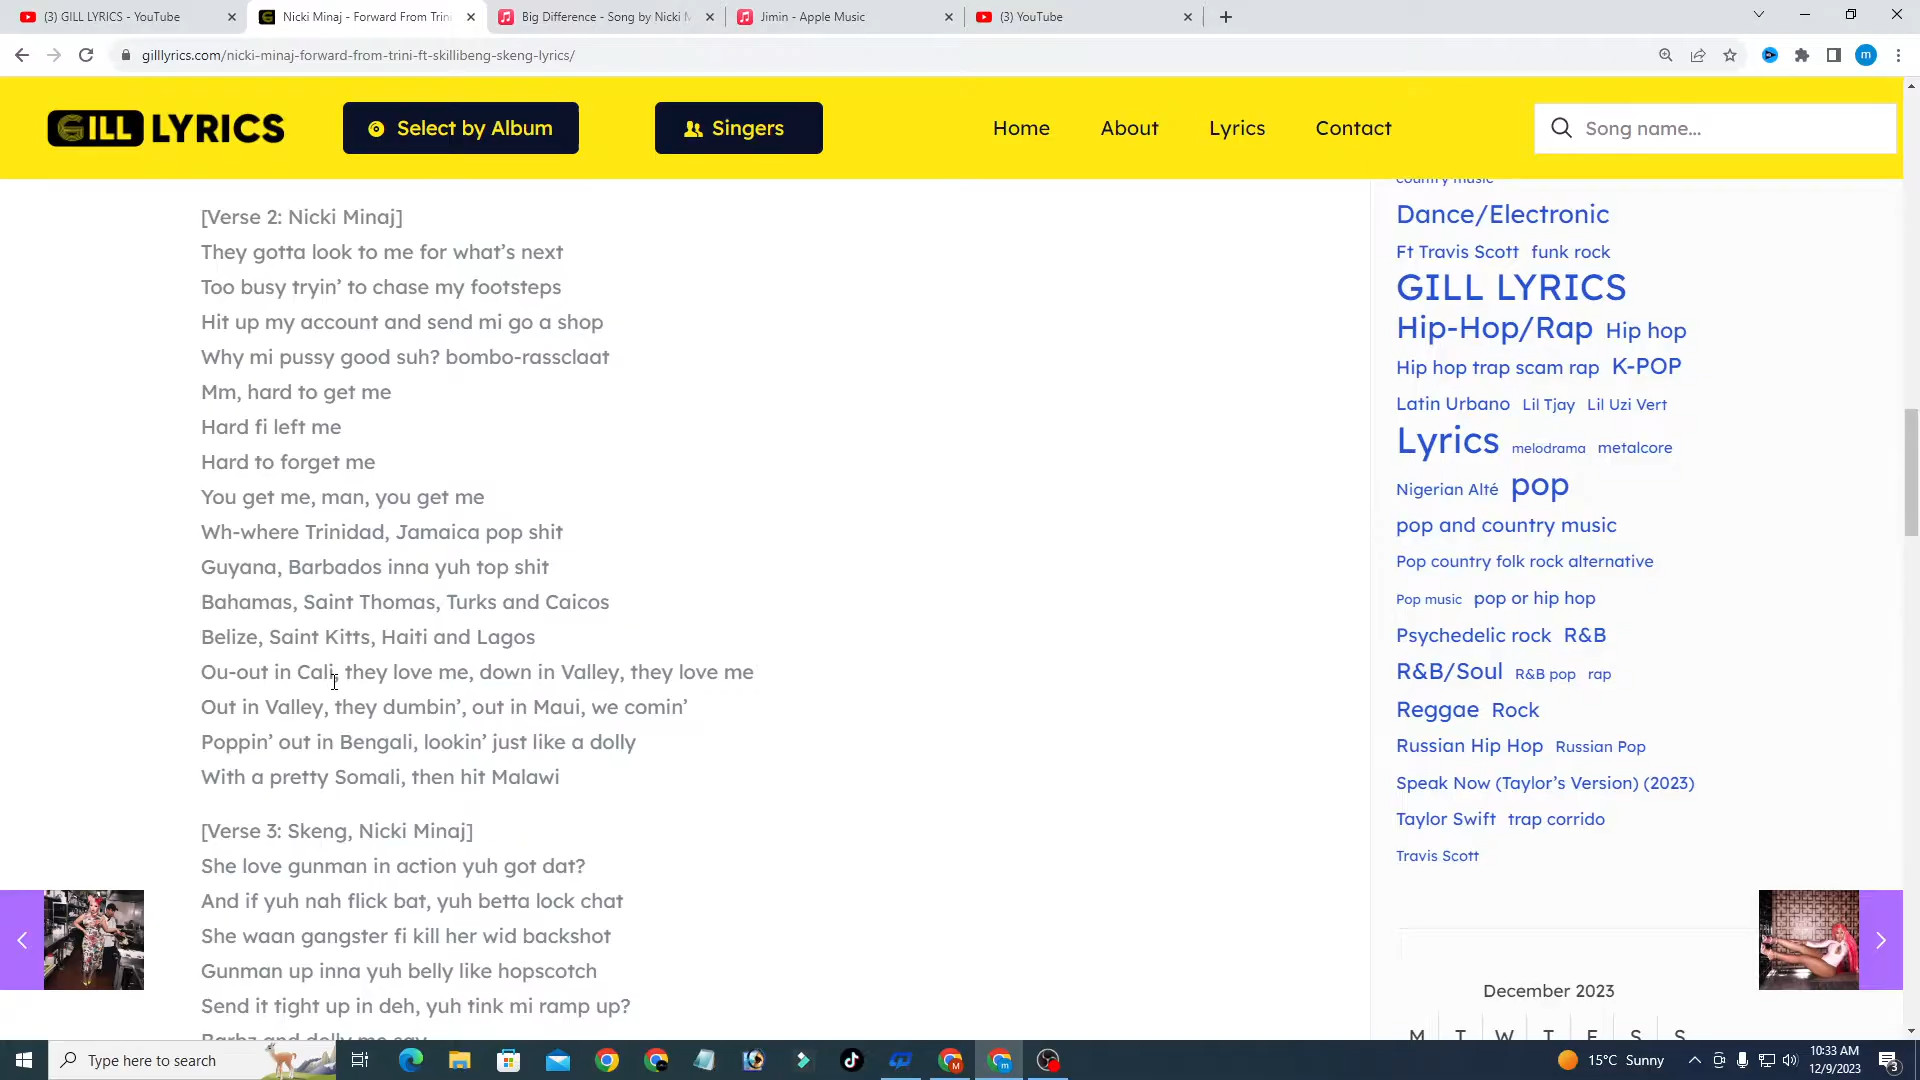 (3) GILL LYRICS - YouTube
Nicki Minaj - Forward From Trini
Big Difference - Song by Nicki M
Jimin - Apple Music
(3) YouTube
gilllyrics.com/nicki-minaj-forward-from-trini-ft-skillibeng-skeng-lyrics/
m
GILL LYRICS
Select by Album
Singers
Home
About
Lyrics
Contact
Song name...
[Verse 2: Nicki Minaj]
They gotta look to me for what’s next
Too busy tryin’ to chase my footsteps
Hit up my account and send mi go a shop
Why mi pussy good suh? bombo-rassclaat
Mm, hard to get me
Hard fi left me
Hard to forget me
You get me, man, you get me
Wh-where Trinidad, Jamaica pop shit
Guyana, Barbados inna yuh top shit
Bahamas, Saint Thomas, Turks and Caicos
Belize, Saint Kitts, Haiti and Lagos
Ou-out in Cali, they love me, down in Valley, they love me
Out in Valley, they dumbin’, out in Maui, we comin’
Poppin’ out in Bengali, lookin’ just like a dolly
With a pretty Somali, then hit Malawi
[Verse 3: Skeng, Nicki Minaj]
She love gunman in action yuh got dat?
And if yuh nah flick bat, yuh betta lock chat
She waan gangster fi kill her wid backshot
Gunman up inna yuh belly like hopscotch
Send it tight up in deh, yuh tink mi ramp up?
Barbz and dolly me say
country music
Dance/Electronic
Ft Travis Scott funk rock
GILL LYRICS
Hip-Hop/Rap Hip hop
Hip hop trap scam rap K-POP
Latin Urbano Lil Tjay Lil Uzi Vert
Lyrics melodrama metalcore
Nigerian Alté pop
pop and country music
Pop country folk rock alternative
Pop music pop or hip hop
Psychedelic rock R&B
R&B/Soul R&B pop rap
Reggae Rock
Russian Hip Hop Russian Pop
Speak Now (Taylor’s Version) (2023)
Taylor Swift trap corrido
Travis Scott
December 2023
M T W T F S S
Type here to search
15°C Sunny
10:33 AM
12/9/2023
3